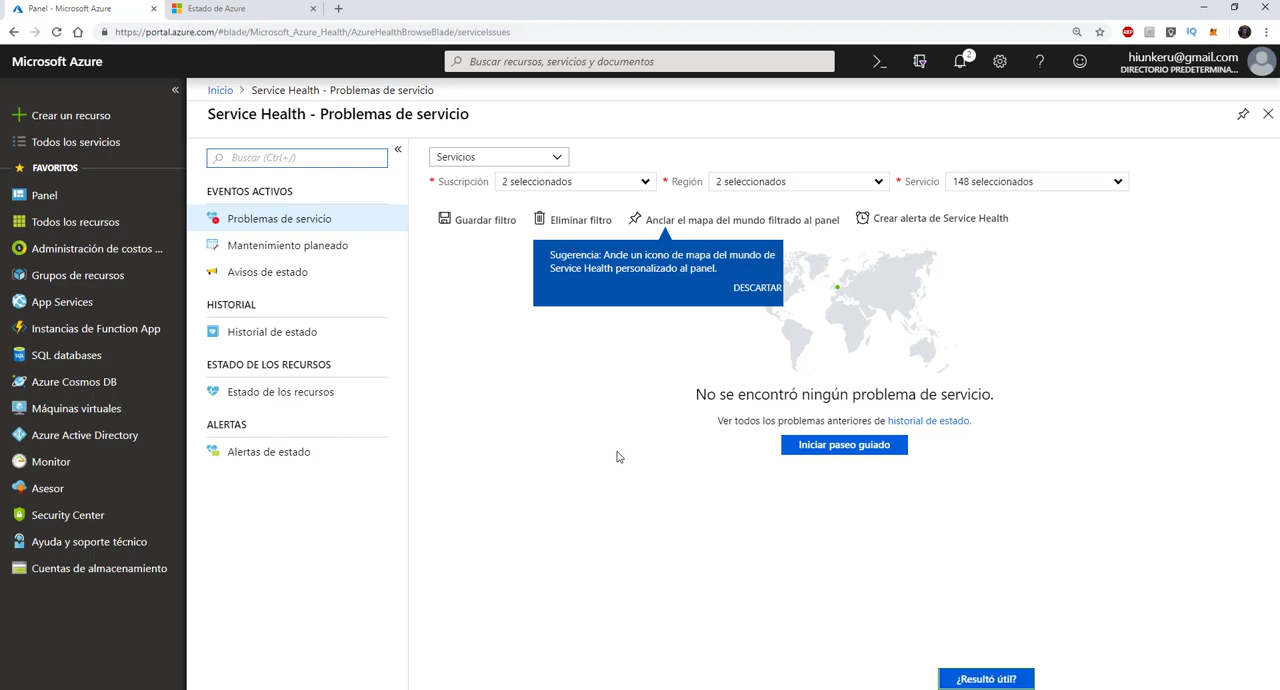 Panel - Microsoft Azure
Estado de Azure
https://portal.azure.com/#blade/Microsoft_Azure_Health/AzureHealthBrowseBlade/serviceIssues
ABP
IQ
Microsoft Azure
Buscar recursos, servicios y documentos
2
hiunkeru@gmail.com
DIRECTORIO PREDETERMINA...
Crear un recurso
Todos los servicios
FAVORITOS
Panel
Todos los recursos
Administración de costos ...
Grupos de recursos
App Services
Instancias de Function App
SQL databases
Azure Cosmos DB
Máquinas virtuales
Azure Active Directory
Monitor
Asesor
Security Center
Ayuda y soporte técnico
Cuentas de almacenamiento
Inicio > Service Health - Problemas de servicio
Service Health - Problemas de servicio
Buscar (Ctrl+/)
EVENTOS ACTIVOS
Problemas de servicio
Mantenimiento planeado
Avisos de estado
HISTORIAL
Historial de estado
ESTADO DE LOS RECURSOS
Estado de los recursos
ALERTAS
Alertas de estado
Servicios
* Suscripción 2 seleccionados * Región 2 seleccionados * Servicio 148 seleccionados
Guardar filtro Eliminar filtro Anclar el mapa del mundo filtrado al panel Crear alerta de Service Health
Sugerencia: Ancle un icono de mapa del mundo de
Service Health personalizado al panel.
DESCARTAR
No se encontró ningún problema de servicio.
Ver todos los problemas anteriores de historial de estado.
Iniciar paseo guiado
¿Resultó útil?